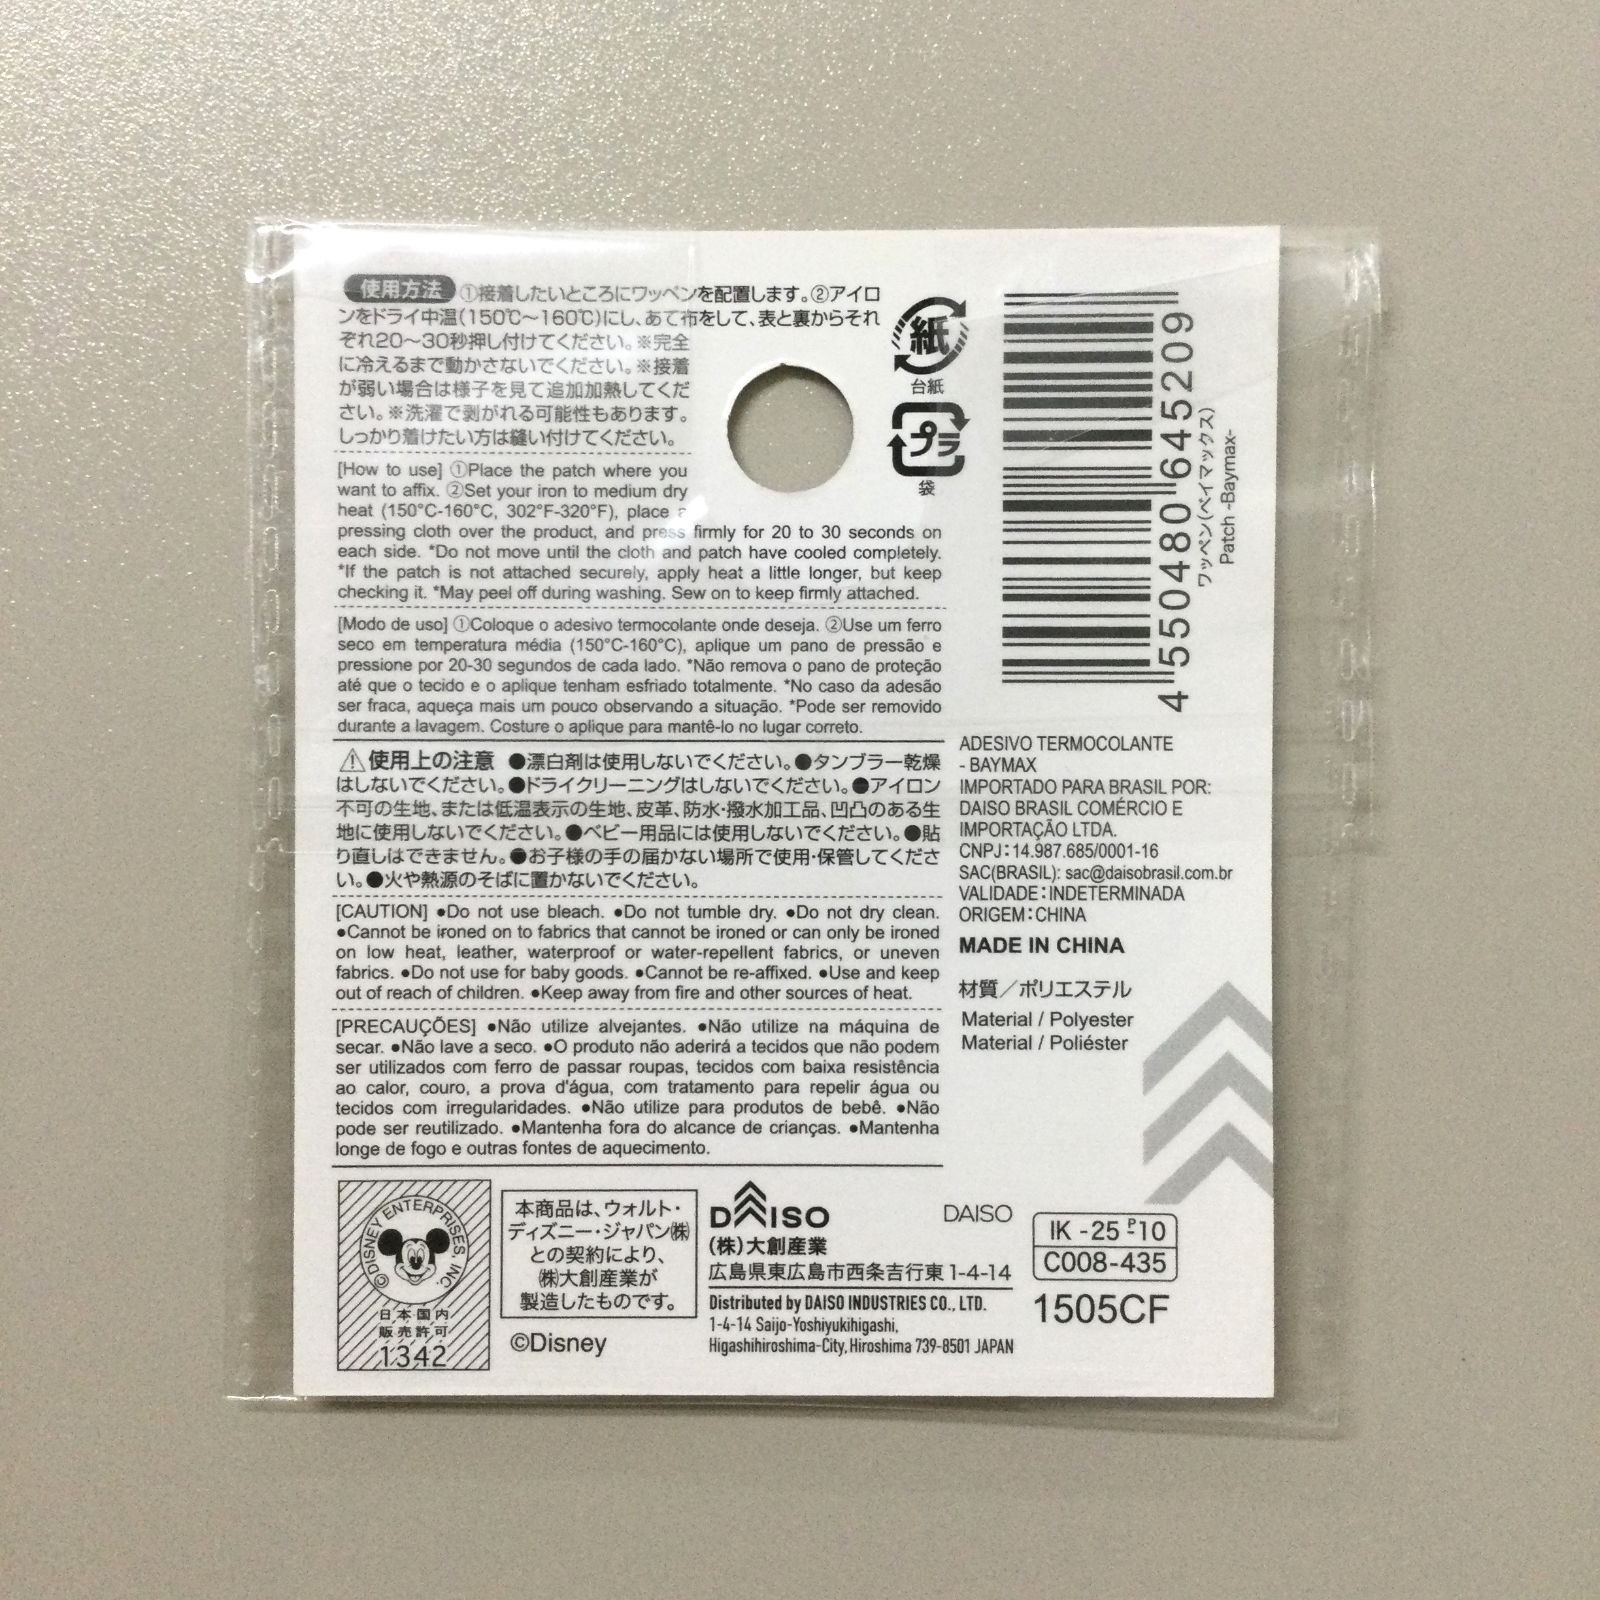 使用方法 ①接着したいところにワッペンを配置します。②アイロ
ンをドライ中温(150℃～160℃)にし、あて布をして、表と裏からそれ
ぞれ20～30秒押し付けてください。※完全
に冷えるまで動かさないでください。※接着
が弱い場合は様子を見て追加加熱してくだ
さい。※洗濯で剥がれる可能性もあります。
しっかり着けたい方は縫い付けてください。
[How to use] ①Place the patch where you
want to affix. ②Set your iron to medium dry
heat (150°C-160°C, 302°F-320°F), place a
pressing cloth over the product, and press firmly for 20 to 30 seconds on
each side. *Do not move until the cloth and patch have cooled completely.
*If the patch is not attached securely, apply heat a little longer, but keep
checking it. *May peel off during washing. Sew on to keep firmly attached.
[Modo de uso] ①Coloque o adesivo termocolante onde deseja. ②Use um ferro
seco em temperatura média (150°C-160°C), aplique um pano de pressão e
pressione por 20-30 segundos de cada lado. *Não remova o pano de proteção
até que o tecido e o aplique tenham esfriado totalmente. *No caso da adesão
ser fraca, aqueça mais um pouco observando a situação. *Pode ser removido
durante a lavagem. Costure o aplique para mantê-lo no lugar correto.
⚠使用上の注意 ●漂白剤は使用しないでください。●タンブラー乾燥
はしないでください。●ドライクリーニングはしないでください。●アイロン
不可の生地、または低温表示の生地、皮革、防水・撥水加工品、凹凸のある生
地に使用しないでください。●ベビー用品には使用しないでください。●貼
り直しはできません。●お子様の手の届かない場所で使用・保管してくださ
い。●火や熱源のそばに置かないでください。
[CAUTION] ●Do not use bleach. ●Do not tumble dry. ●Do not dry clean.
●Cannot be ironed on to fabrics that cannot be ironed or can only be ironed
on low heat, leather, waterproof or water-repellent fabrics, or uneven
fabrics. ●Do not use for baby goods. ●Cannot be re-affixed. ●Use and keep
out of reach of children. ●Keep away from fire and other sources of heat.
[PRECAUÇÕES] ●Não utilize alvejantes. ●Não utilize na máquina de
secar. ●Não lave a seco. ●O produto não aderirá a tecidos que não podem
ser utilizados com ferro de passar roupas, tecidos com baixa resistência
ao calor, couro, a prova d'água, com tratamento para repelir água ou
tecidos com irregularidades. ●Não utilize para produtos de bebê. ●Não
pode ser reutilizado. ●Mantenha fora do alcance de crianças. ●Mantenha
longe de fogo e outras fontes de aquecimento.
紙
台紙
プラ
袋
4 550480 645209
ワッペン(ベイマックス)
Patch -Baymax-
ADESIVO TERMOCOLANTE
- BAYMAX
IMPORTADO PARA BRASIL POR:
DAISO BRASIL COMÉRCIO E
IMPORTAÇÃO LTDA.
CNPJ:14.987.685/0001-16
SAC(BRASIL): sac@daisobrasil.com.br
VALIDADE:INDETERMINADA
ORIGEM:CHINA
MADE IN CHINA
材質／ポリエステル
Material / Polyester
Material / Poliéster
©DISNEY ENTERPRISES, INC.
日本国内
販売許可
1342
本商品は、ウォルト・
ディズニー・ジャパン㈱
との契約により、
㈱大創産業が
製造したものです。
©Disney
DAISO
(株)大創産業
広島県東広島市西条吉行東1-4-14
Distributed by DAISO INDUSTRIES CO., LTD.
1-4-14 Saijo-Yoshiyukihigashi,
Higashihiroshima-City, Hiroshima 739-8501 JAPAN
DAISO
IK -25 P10
C008-435
1505CF